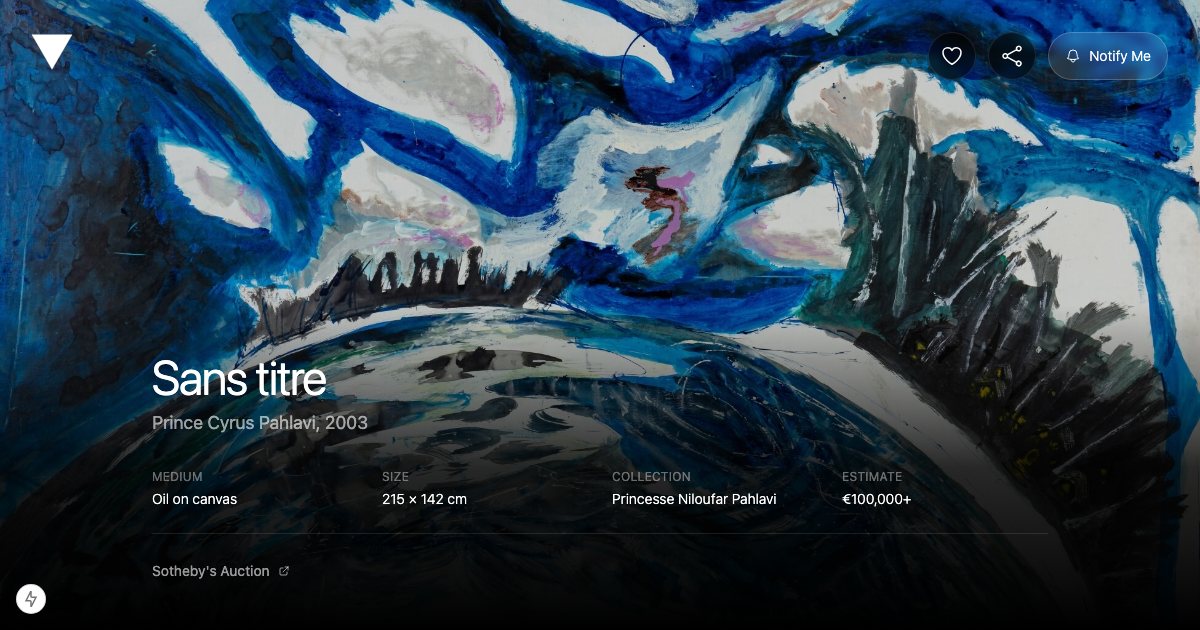 Notify Me
Sans titre
Prince Cyrus Pahlavi, 2003
MEDIUM
Oil on canvas
SIZE
215 × 142 cm
COLLECTION
Princesse Niloufar Pahlavi
ESTIMATE
€100,000+
Sotheby's Auction